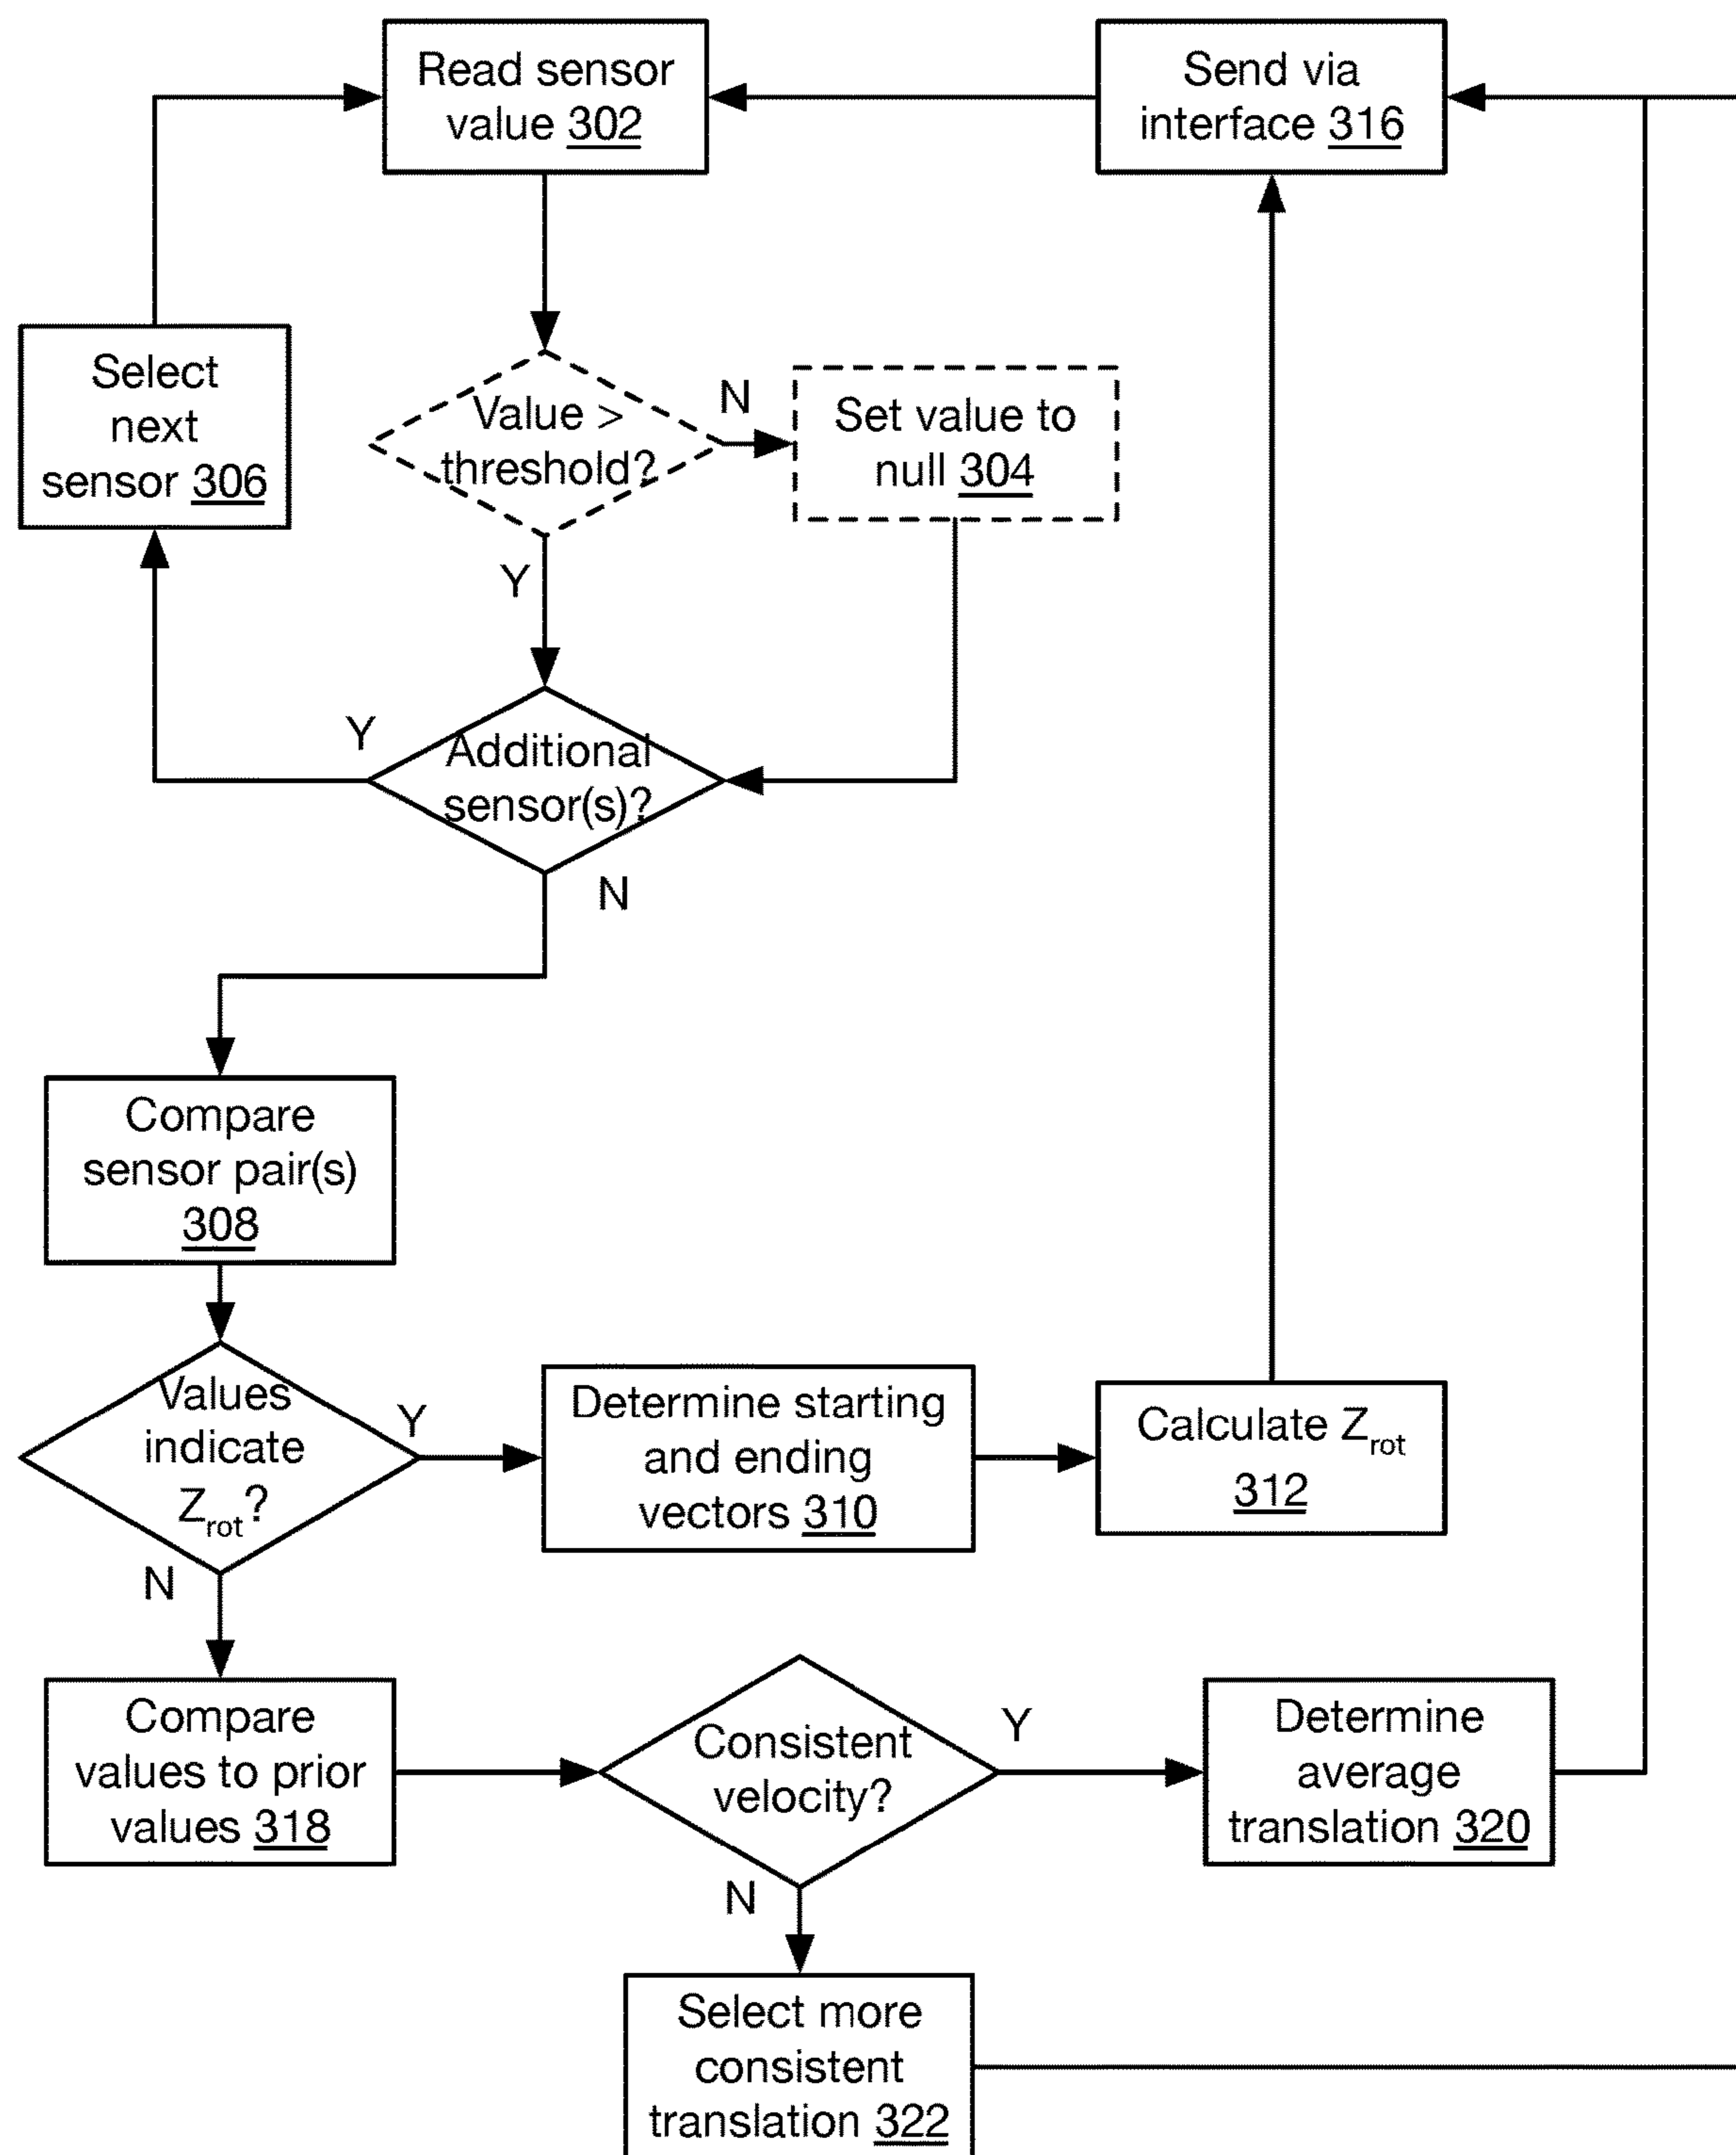 Read sensor
value 302
Send via
interface 316
Select
next
sensor 306
Value >
threshold?
N
Set value to
null 304
Y
Y
Additional
sensor(s)?
N
Compare
sensor pair(s)
308
Values
indicate
Zrot?
Y
Determine starting
and ending
vectors 310
Calculate Zrot
312
N
Compare
values to prior
values 318
Consistent
velocity?
Y
Determine
average
translation 320
N
Select more
consistent
translation 322